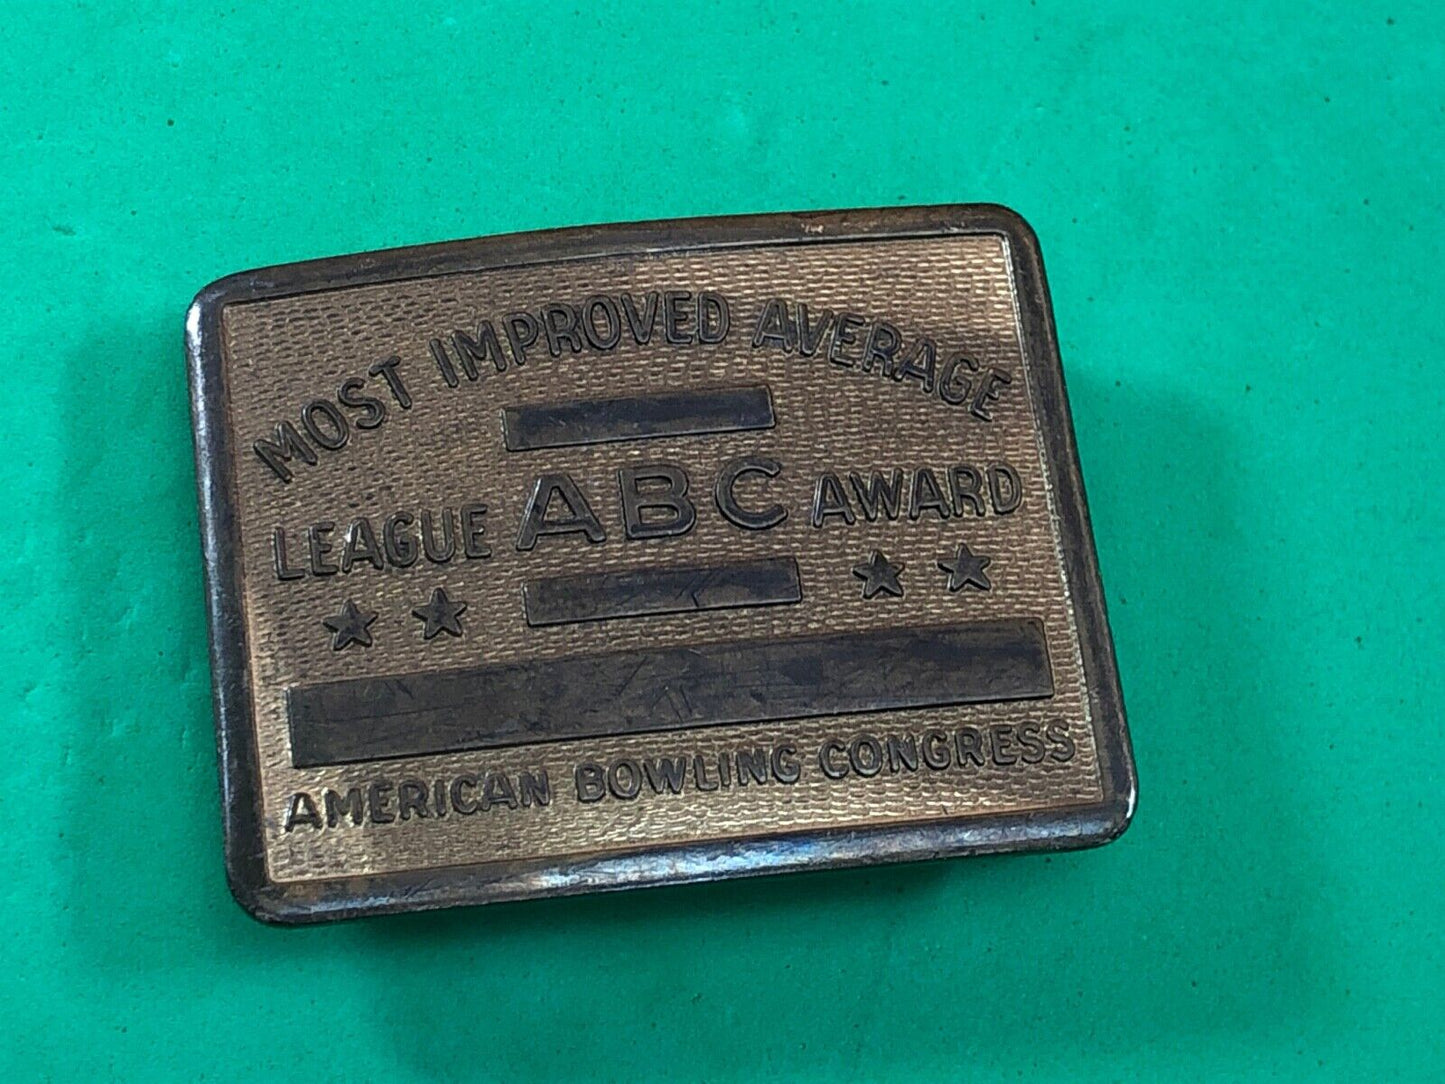 MOST IMPROVED AVERAGE
LEAGUE ABC AWARD
AMERICAN BOWLING CONGRESS